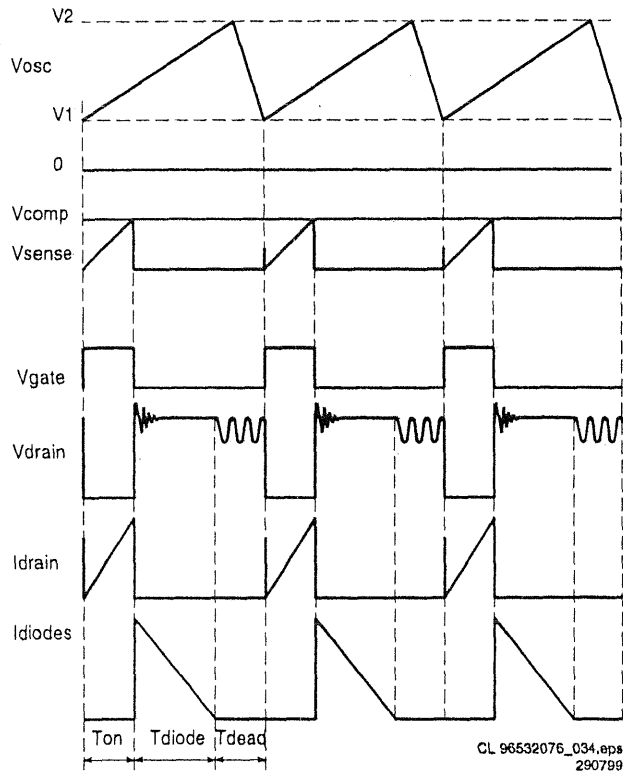 V2
Vosc
V1
0
Vcomp
Vsense
Vgate
Vdrain
Idrain
Idiodes
Ton Tdiode Tdead
CL 96532076_034.eps
290799